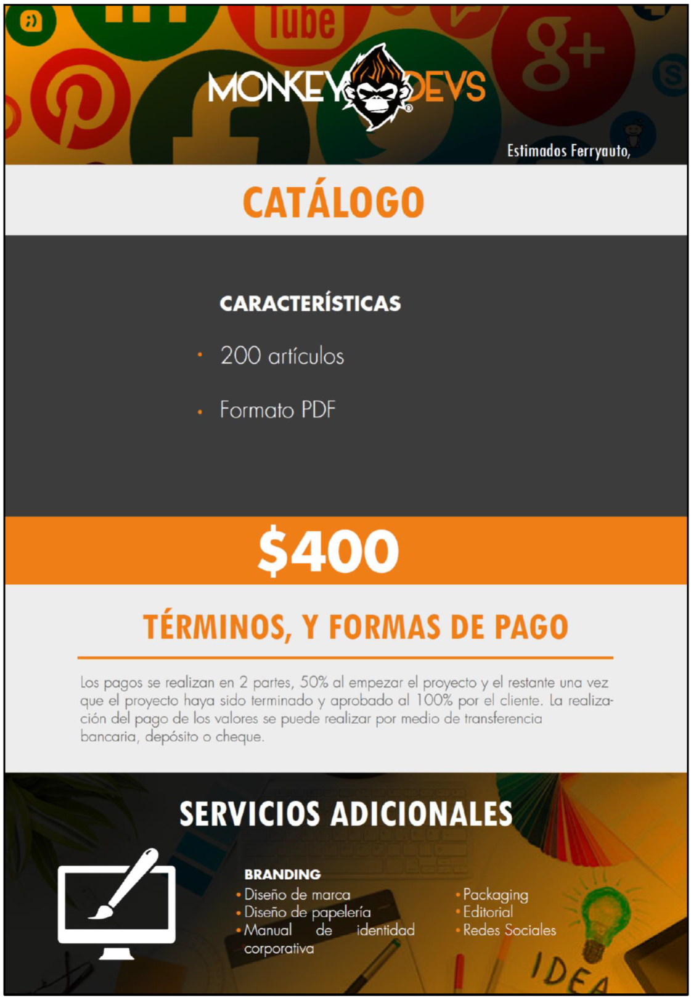 ;)
in
Tube
g+
S
MONKEY DEVS
®
Estimados Ferryauto,
CATÁLOGO
CARACTERÍSTICAS
• 200 artículos
• Formato PDF
$400
TÉRMINOS, Y FORMAS DE PAGO
Los pagos se realizan en 2 partes, 50% al empezar el proyecto y el restante una vez
que el proyecto haya sido terminado y aprobado al 100% por el cliente. La realiza-
ción del pago de los valores se puede realizar por medio de transferencia
bancaria, depósito o cheque.
SERVICIOS ADICIONALES
BRANDING
• Diseño de marca
• Diseño de papelería
• Manual de identidad
corporativa
• Packaging
• Editorial
• Redes Sociales
IDEA